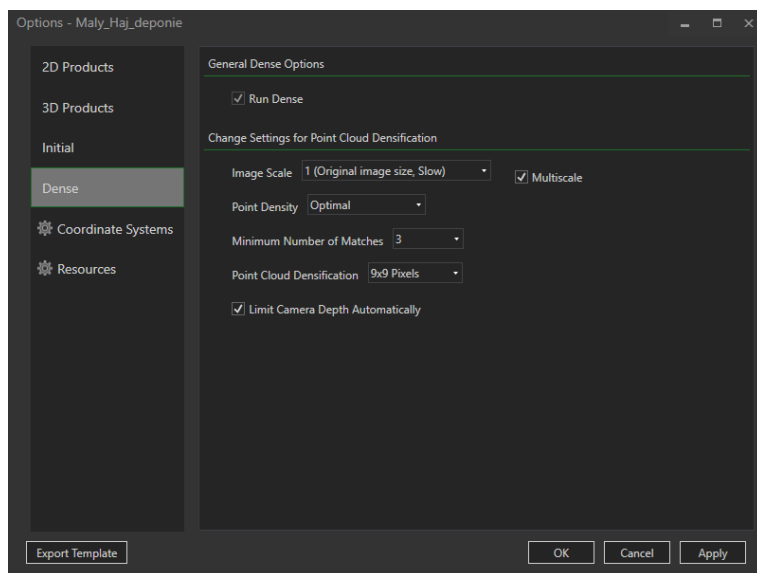 Options - Maly_Haj_deponie
2D Products
3D Products
Initial
Dense
Coordinate Systems
Resources
General Dense Options
Run Dense
Change Settings for Point Cloud Densification
Image Scale 1 (Original image size, Slow) Multiscale
Point Density Optimal
Minimum Number of Matches 3
Point Cloud Densification 9x9 Pixels
Limit Camera Depth Automatically
Export Template OK Cancel Apply